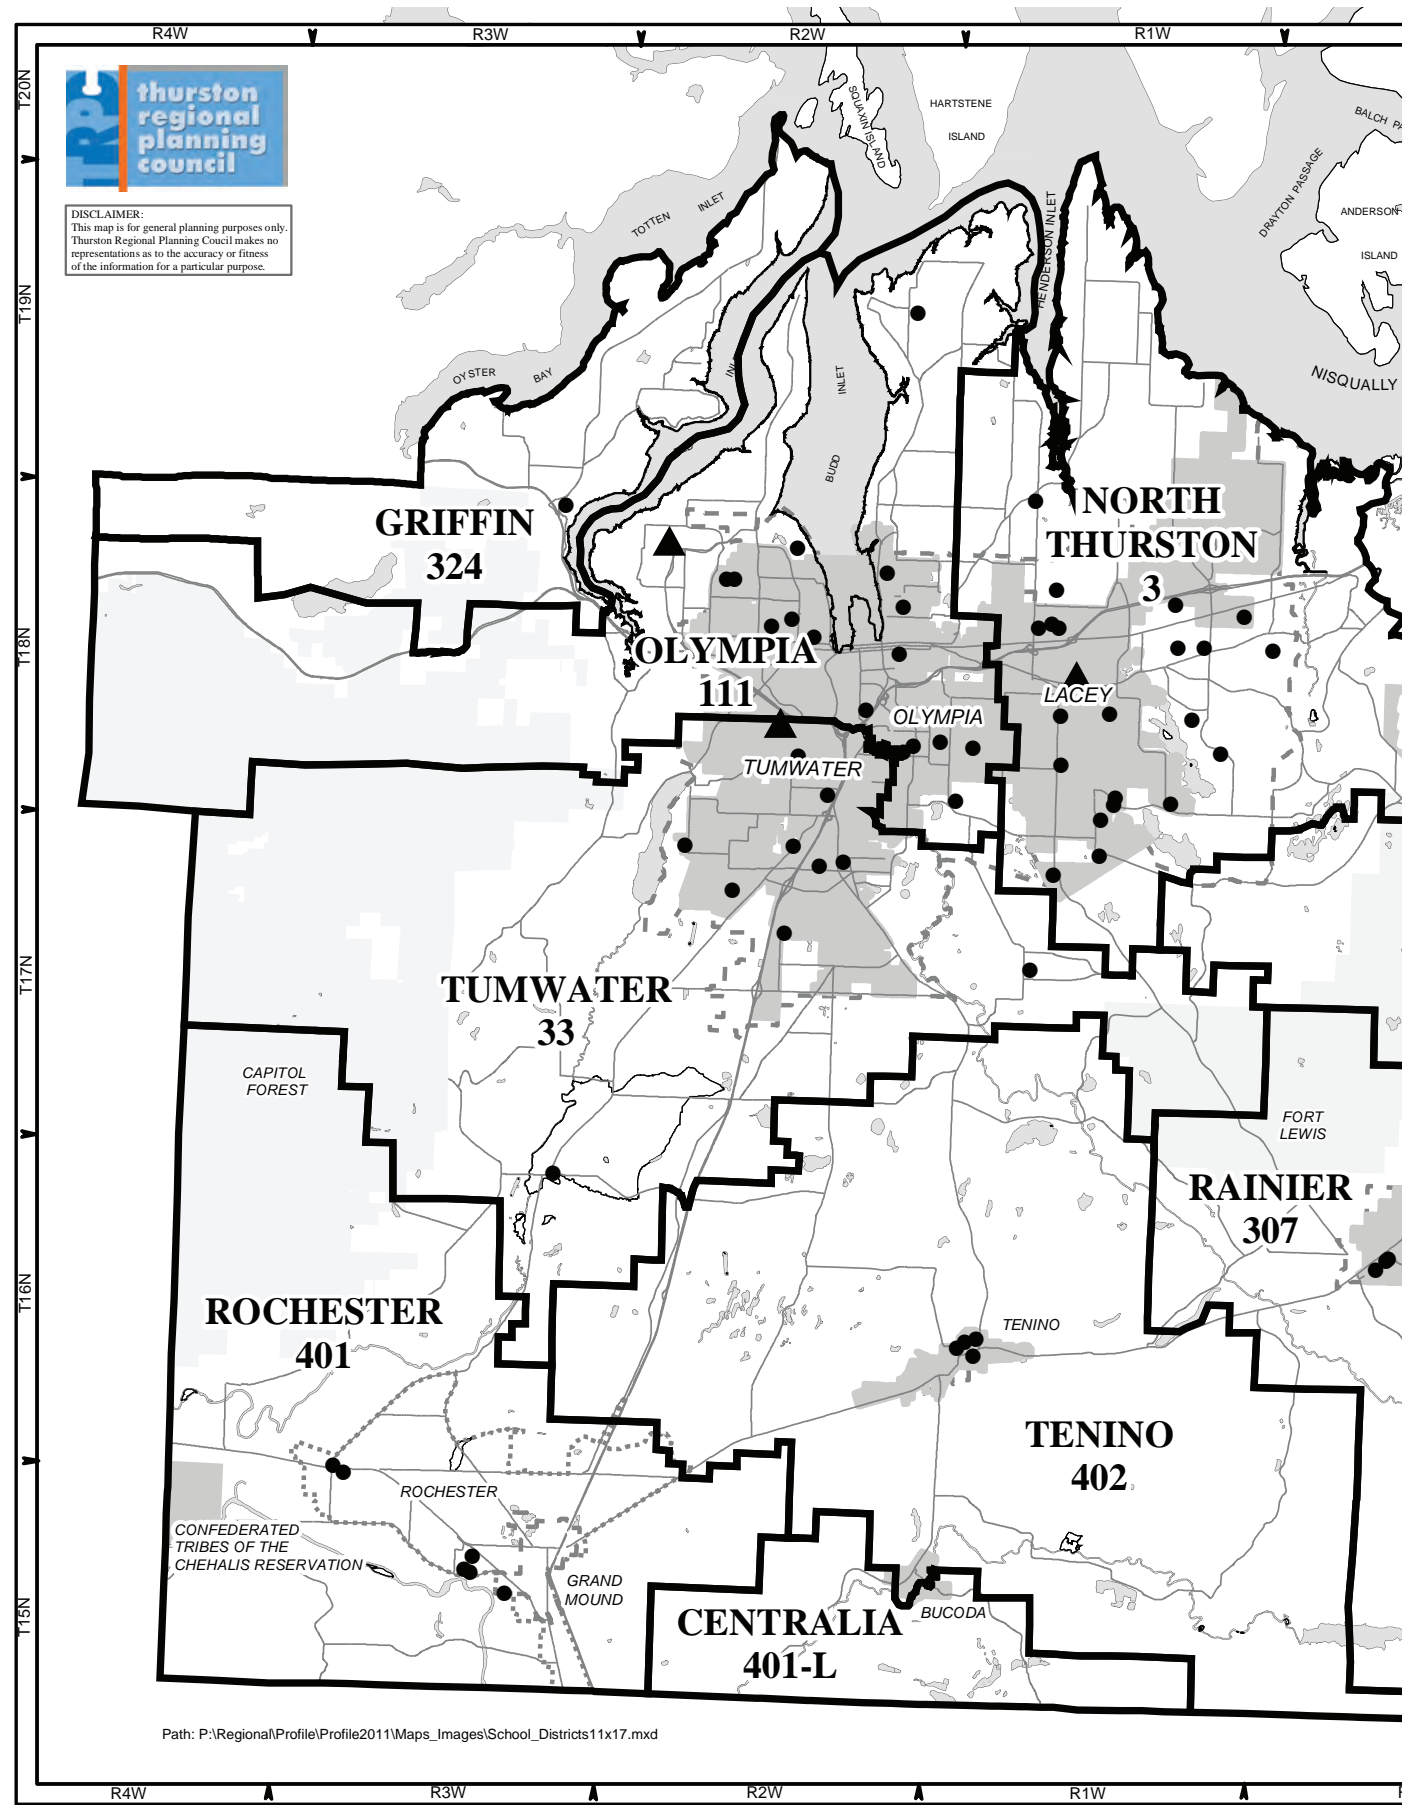 R4W
R3W
R2W
R1W
T20N
T19N
T18N
T17N
T16N
T15N
TRPC
thurston
regional
planning
council
DISCLAIMER:
This map is for general planning purposes only.
Thurston Regional Planning Coucil makes no
representations as to the accuracy or fitness
of the information for a particular purpose.
SQUAXIN ISLAND
HARTSTENE
ISLAND
BALCH
DRAYTON PASSAGE
ANDERSON
ISLAND
TOTTEN INLET
HENDERSON INLET
OYSTER BAY
BUDD INLET
NISQUALLY
GRIFFIN
324
NORTH
THURSTON
3
OLYMPIA
111
LACEY
OLYMPIA
TUMWATER
TUMWATER
33
CAPITOL
FOREST
FORT
LEWIS
RAINIER
307
ROCHESTER
401
TENINO
TENINO
402
ROCHESTER
CONFEDERATED
TRIBES OF THE
CHEHALIS RESERVATION
GRAND
MOUND
CENTRALIA
401-L
BUCODA
Path: P:\Regional\Profile\Profile2011\Maps_Images\School_Districts11x17.mxd
R4W
R3W
R2W
R1W